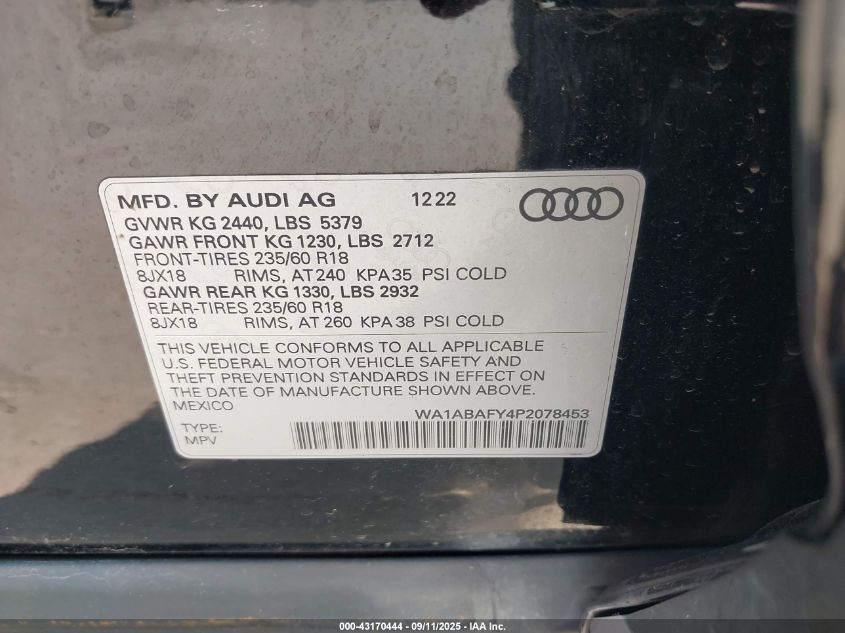 MFD. BY AUDI AG 12 22
GVWR KG 2440, LBS 5379
GAWR FRONT KG 1230, LBS 2712
FRONT-TIRES 235/60 R18
8JX18 RIMS, AT 240 KPA 35 PSI COLD
GAWR REAR KG 1330, LBS 2932
REAR-TIRES 235/60 R18
8JX18 RIMS, AT 260 KPA 38 PSI COLD
THIS VEHICLE CONFORMS TO ALL APPLICABLE
U.S. FEDERAL MOTOR VEHICLE SAFETY AND
THEFT PREVENTION STANDARDS IN EFFECT ON
THE DATE OF MANUFACTURE SHOWN ABOVE.
MEXICO WA1ABAFY4P2078453
TYPE:
MPV
000-43170444 - 09/11/2025 - IAA Inc.